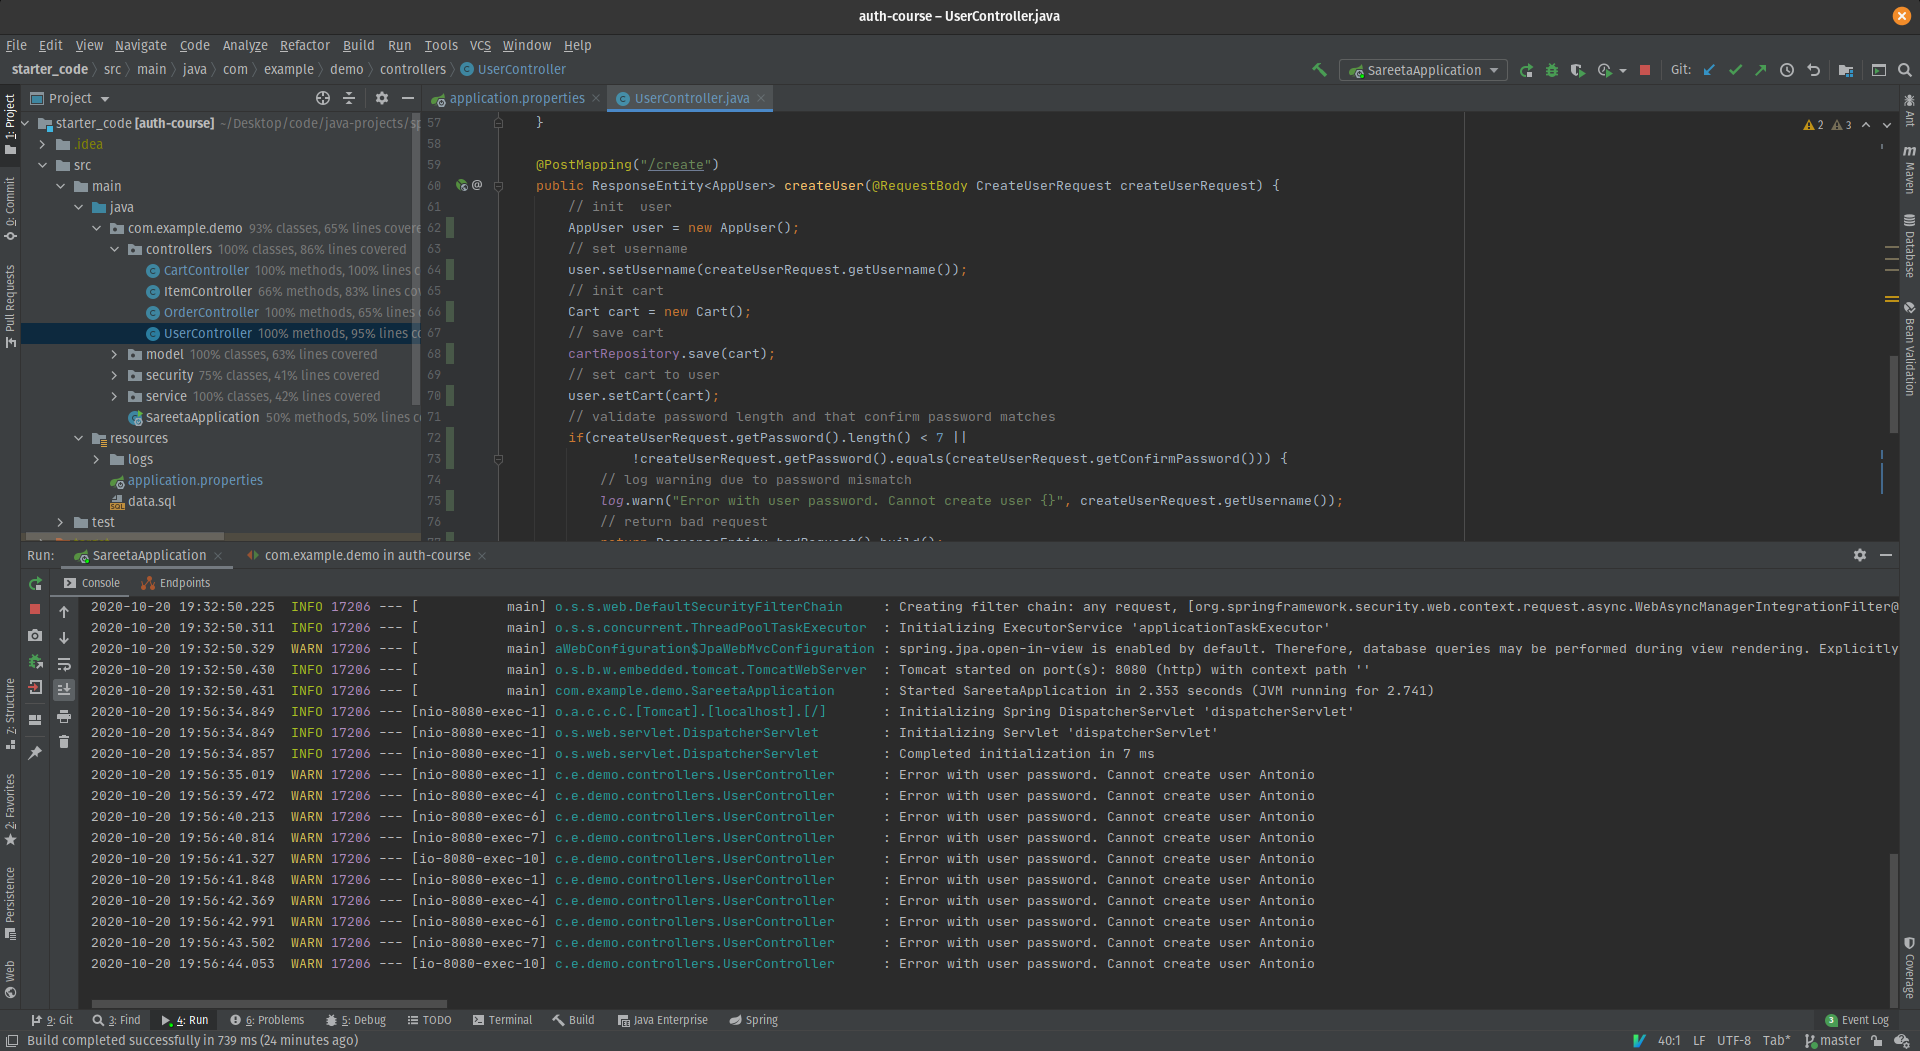 auth-course – UserController.java
File Edit View Navigate Code Analyze Refactor Build Run Tools VCS Window Help
starter_code src main java com example demo controllers UserController
SareetaApplication
Git:
1: Project
0: Commit
Pull Requests
Z: Structure
2: Favorites
Persistence
Web
Project
starter_code [auth-course] ~/Desktop/code/java-projects/sp
.idea
src
main
java
com.example.demo 93% classes, 65% lines covere
controllers 100% classes, 86% lines covered
CartController 100% methods, 100% lines c
ItemController 66% methods, 83% lines co
OrderController 100% methods, 65% lines
UserController 100% methods, 95% lines c
model 100% classes, 63% lines covered
security 75% classes, 41% lines covered
service 100% classes, 42% lines covered
SareetaApplication 50% methods, 50% lines c
resources
logs
application.properties
data.sql
test
application.properties UserController.java
2 3
57 }
58
59 @PostMapping("/create")
60 public ResponseEntity<AppUser> createUser(@RequestBody CreateUserRequest createUserRequest) {
61 // init  user
62 AppUser user = new AppUser();
63 // set username
64 user.setUsername(createUserRequest.getUsername());
65 // init cart
66 Cart cart = new Cart();
67 // save cart
68 cartRepository.save(cart);
69 // set cart to user
70 user.setCart(cart);
71 // validate password length and that confirm password matches
72 if(createUserRequest.getPassword().length() < 7 ||
73 !createUserRequest.getPassword().equals(createUserRequest.getConfirmPassword())) {
74 // log warning due to password mismatch
75 log.warn("Error with user password. Cannot create user {}", createUserRequest.getUsername());
76 // return bad request
return ResponseEntity.badRequest().build();
Ant
Maven
Database
Bean Validation
Coverage
Run: SareetaApplication com.example.demo in auth-course
Console Endpoints
2020-10-20 19:32:50.225  INFO 17206 --- [           main] o.s.s.web.DefaultSecurityFilterChain     : Creating filter chain: any request, [org.springframework.security.web.context.request.async.WebAsyncManagerIntegrationFilter@
2020-10-20 19:32:50.311  INFO 17206 --- [           main] o.s.s.concurrent.ThreadPoolTaskExecutor  : Initializing ExecutorService 'applicationTaskExecutor'
2020-10-20 19:32:50.329  WARN 17206 --- [           main] aWebConfiguration$JpaWebMvcConfiguration : spring.jpa.open-in-view is enabled by default. Therefore, database queries may be performed during view rendering. Explicitly
2020-10-20 19:32:50.430  INFO 17206 --- [           main] o.s.b.w.embedded.tomcat.TomcatWebServer  : Tomcat started on port(s): 8080 (http) with context path ''
2020-10-20 19:32:50.431  INFO 17206 --- [           main] com.example.demo.SareetaApplication      : Started SareetaApplication in 2.353 seconds (JVM running for 2.741)
2020-10-20 19:56:34.849  INFO 17206 --- [nio-8080-exec-1] o.a.c.c.C.[Tomcat].[localhost].[/]       : Initializing Spring DispatcherServlet 'dispatcherServlet'
2020-10-20 19:56:34.849  INFO 17206 --- [nio-8080-exec-1] o.s.web.servlet.DispatcherServlet        : Initializing Servlet 'dispatcherServlet'
2020-10-20 19:56:34.857  INFO 17206 --- [nio-8080-exec-1] o.s.web.servlet.DispatcherServlet        : Completed initialization in 7 ms
2020-10-20 19:56:35.019  WARN 17206 --- [nio-8080-exec-1] c.e.demo.controllers.UserController      : Error with user password. Cannot create user Antonio
2020-10-20 19:56:39.472  WARN 17206 --- [nio-8080-exec-4] c.e.demo.controllers.UserController      : Error with user password. Cannot create user Antonio
2020-10-20 19:56:40.213  WARN 17206 --- [nio-8080-exec-6] c.e.demo.controllers.UserController      : Error with user password. Cannot create user Antonio
2020-10-20 19:56:40.814  WARN 17206 --- [nio-8080-exec-7] c.e.demo.controllers.UserController      : Error with user password. Cannot create user Antonio
2020-10-20 19:56:41.327  WARN 17206 --- [io-8080-exec-10] c.e.demo.controllers.UserController      : Error with user password. Cannot create user Antonio
2020-10-20 19:56:41.848  WARN 17206 --- [nio-8080-exec-1] c.e.demo.controllers.UserController      : Error with user password. Cannot create user Antonio
2020-10-20 19:56:42.369  WARN 17206 --- [nio-8080-exec-4] c.e.demo.controllers.UserController      : Error with user password. Cannot create user Antonio
2020-10-20 19:56:42.991  WARN 17206 --- [nio-8080-exec-6] c.e.demo.controllers.UserController      : Error with user password. Cannot create user Antonio
2020-10-20 19:56:43.502  WARN 17206 --- [nio-8080-exec-7] c.e.demo.controllers.UserController      : Error with user password. Cannot create user Antonio
2020-10-20 19:56:44.053  WARN 17206 --- [io-8080-exec-10] c.e.demo.controllers.UserController      : Error with user password. Cannot create user Antonio
9: Git 3: Find 4: Run 6: Problems 5: Debug TODO Terminal Build Java Enterprise Spring 3 Event Log
Build completed successfully in 739 ms (24 minutes ago) 40:1 LF UTF-8 Tab* master